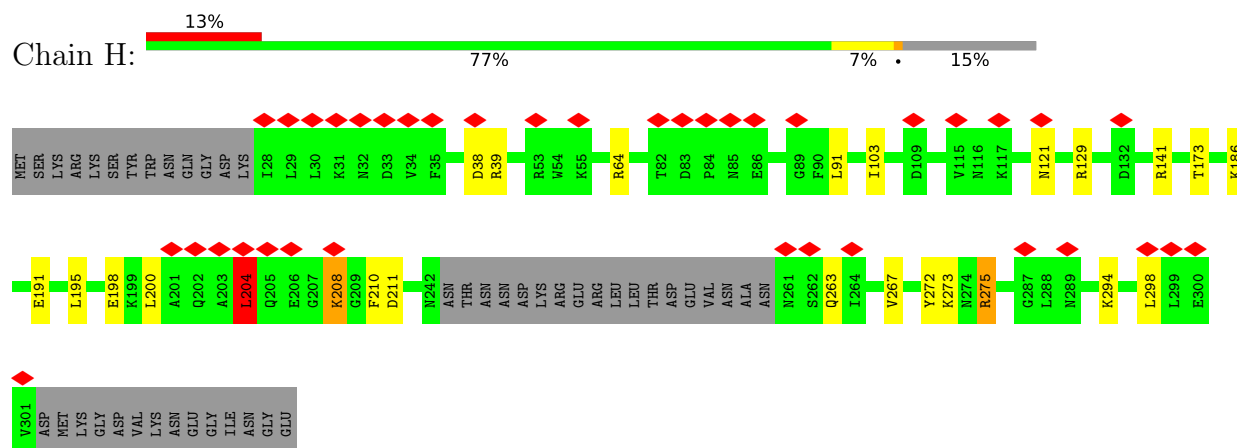 13%
Chain H:
77% 7% • 15%
MET SER LYS ARG LYS SER TYR TRP ASN GLN GLY ASP LYS I28 L29 L30 K31 N32 D33 V34 F35 D38 R39 R53 W54 K55 R64 T82 D83 P84 N85 E86 G89 F90 L91 I103 D109 V115 N116 K117 N121 R129 D132 R141 T173 K186
E191 L195 E198 K199 L200 A201 Q202 A203 L204 Q205 E206 G207 K208 G209 F210 D211 N242 ASN THR ASN ASN ASP LYS ARG GLU ARG LEU LEU THR ASP GLU VAL ASN ALA ASN N261 S262 Q263 I264 V267 Y272 K273 N274 R275 G287 L288 N289 K294 L298 L299 E300
V301 ASP MET LYS GLY ASP VAL LYS ASN GLU GLY ILE ASN GLY GLU